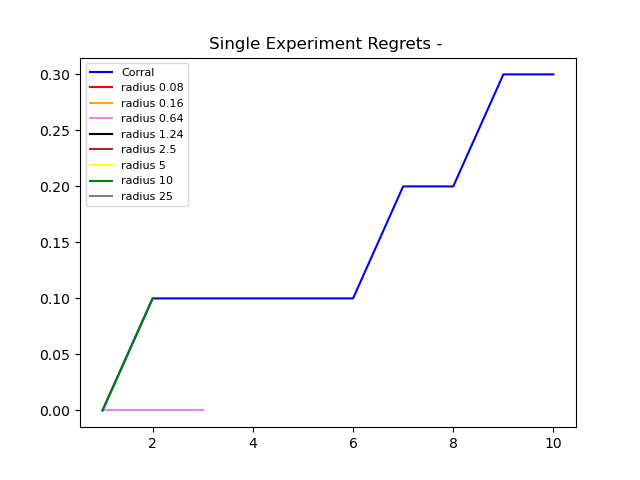 Single Experiment Regrets -
0.30
0.25
0.20
0.15
0.10
0.05
0.00
Corral
radius 0.08
radius 0.16
radius 0.64
radius 1.24
radius 2.5
radius 5
radius 10
radius 25
2 4 6 8 10